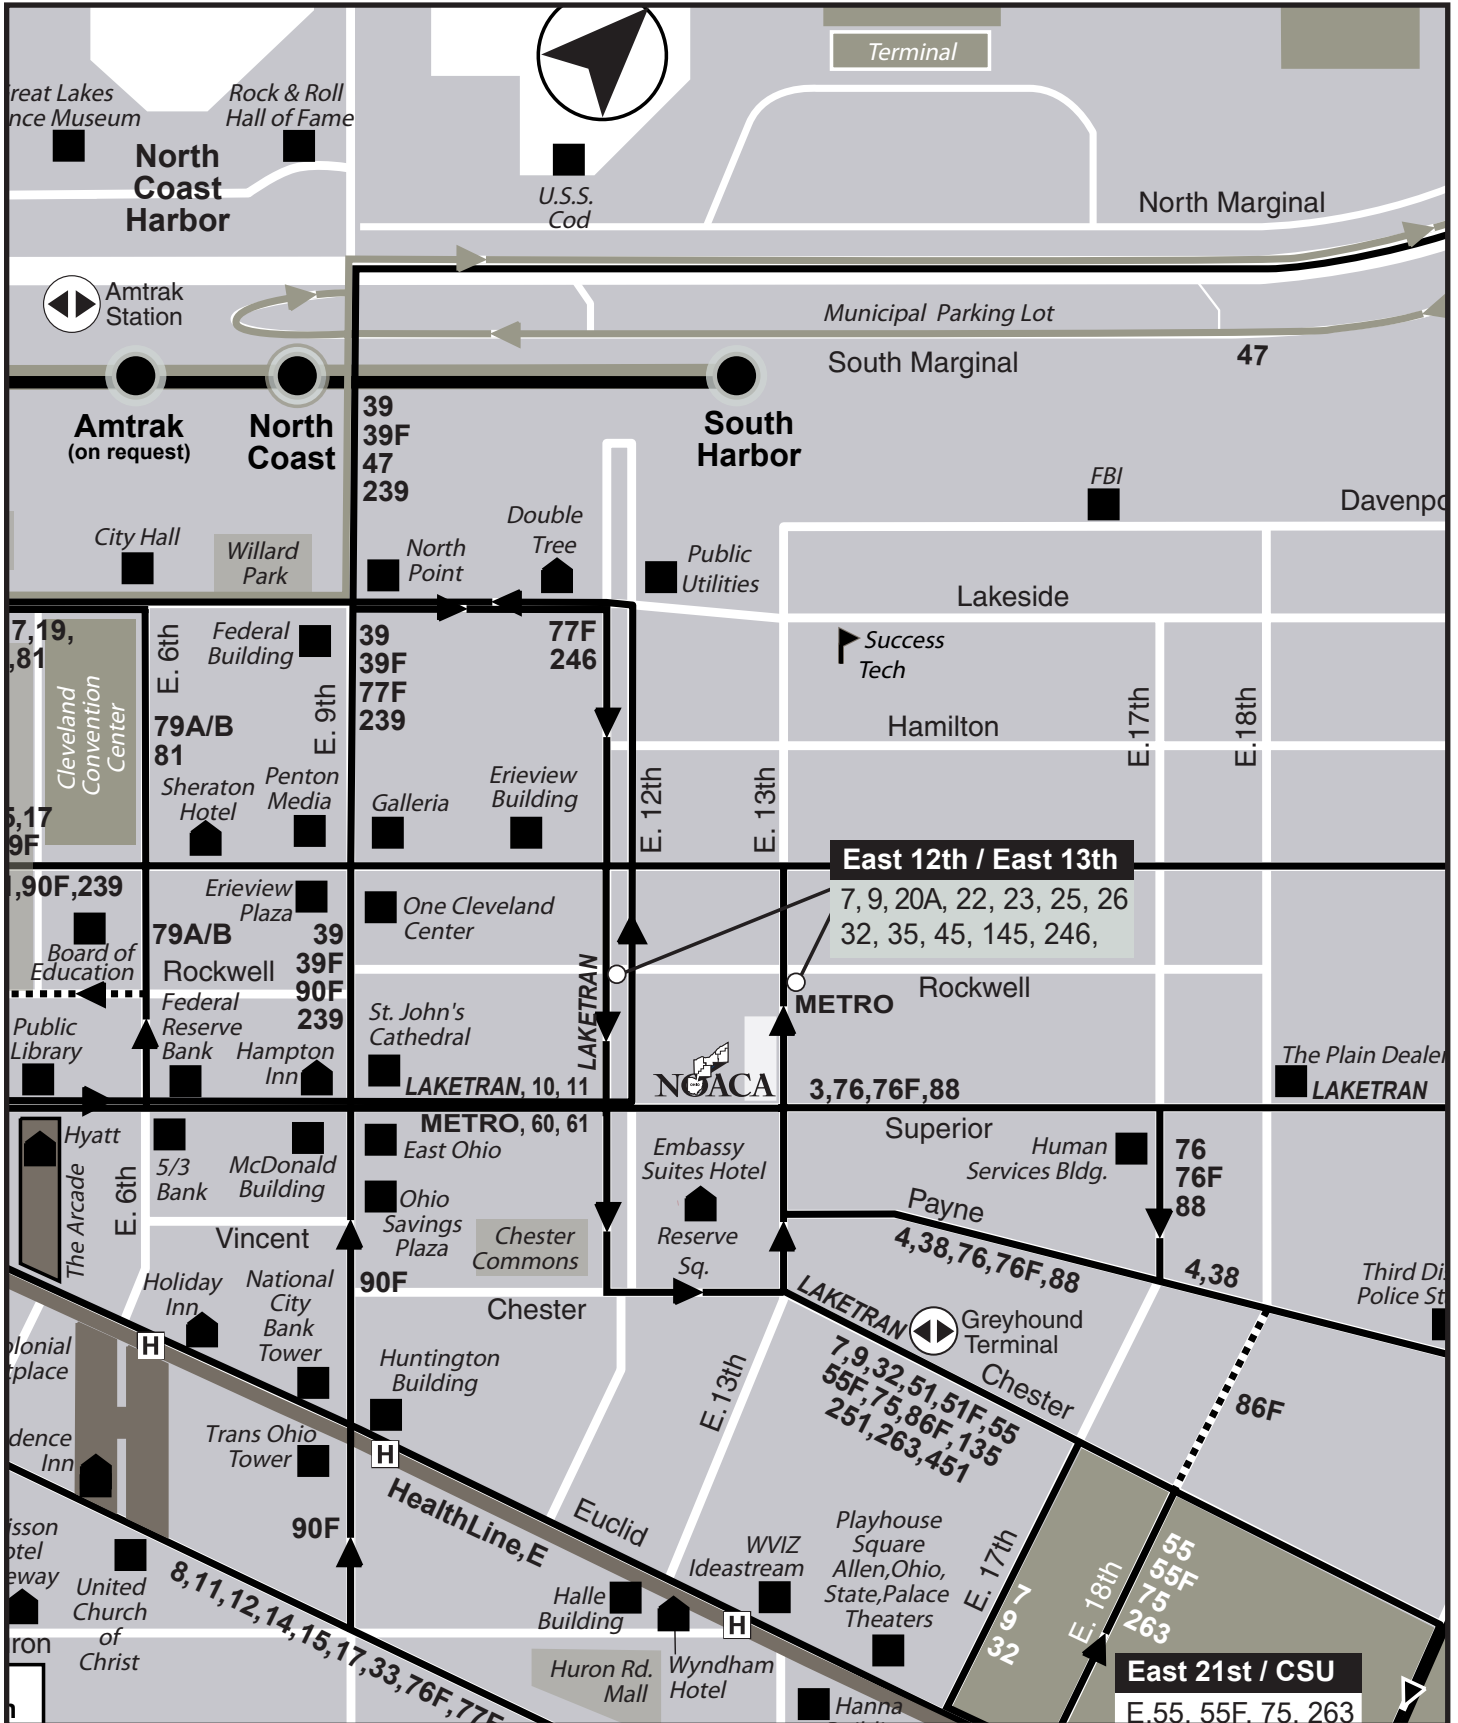 Terminal
Great Lakes
nce Museum
Rock & Roll
Hall of Fame
North
Coast
Harbor
U.S.S.
Cod
North Marginal
Amtrak
Station
Municipal Parking Lot
South Marginal
47
Amtrak
(on request)
North
Coast
39
39F
47
239
South
Harbor
FBI
Davenpo
City Hall
Willard
Park
North
Point
Double
Tree
Public
Utilities
Lakeside
7,19,
,81
E. 6th
Federal
Building
39
39F
77F
239
77F
246
Success
Tech
Cleveland
Convention
Center
79A/B
81
E. 9th
Hamilton
E.17th
E.18th
Sheraton
Hotel
Penton
Media
Galleria
Erieview
Building
E. 12th
E. 13th
5,17
9F
East 12th / East 13th
7, 9, 20A, 22, 23, 25, 26
32, 35, 45, 145, 246,
,90F,239
Erieview
Plaza
One Cleveland
Center
Board of
Education
79A/B
Rockwell
39
39F
90F
239
LAKETRAN
Rockwell
METRO
Public
Library
Federal
Reserve
Bank
Hampton
Inn
St. John's
Cathedral
LAKETRAN, 10, 11
NOACA
3,76,76F,88
The Plain Dealer
LAKETRAN
METRO, 60, 61
Superior
Hyatt
5/3
Bank
McDonald
Building
East Ohio
Embassy
Suites Hotel
Human
Services Bldg.
76
76F
88
The Arcade
E. 6th
Vincent
Ohio
Savings
Plaza
Chester
Commons
Reserve
Sq.
Payne
4,38,76,76F,88
4,38
Holiday
Inn
National
City
Bank
Tower
90F
Chester
LAKETRAN
Greyhound
Terminal
Third Di
Police St
olonial
tplace
Huntington
Building
E. 13th
7,9,32,51,51F,55
55F,75,86F,135
251,263,451
Chester
86F
dence
Inn
Trans Ohio
Tower
HealthLine,E
Euclid
90F
isson
otel
eway
United
Church
of
Christ
8,11,12,14,15,17,33,76F,77F
WVIZ
Ideastream
Halle
Building
Playhouse
Square
Allen,Ohio,
State,Palace
Theaters
E. 17th
7
9
32
E. 18th
55
55F
75
263
ron
Huron Rd.
Mall
Wyndham
Hotel
Hanna
East 21st / CSU
E,55, 55F, 75, 263
H
H
H